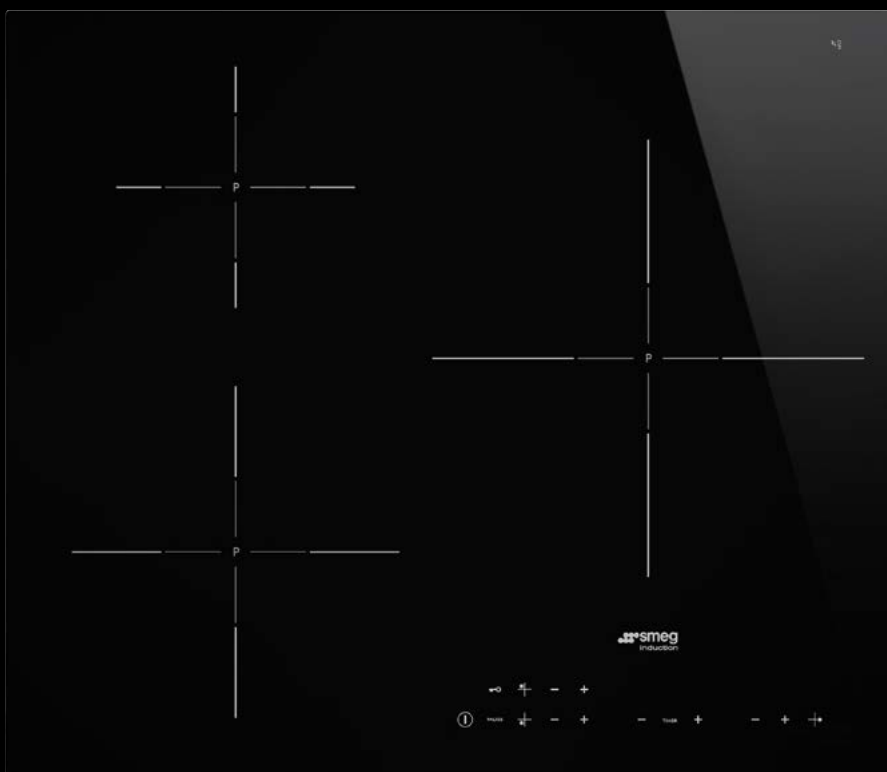 P
P
P
smeg
induction
− +
PAUSE − + − TIMER + − +